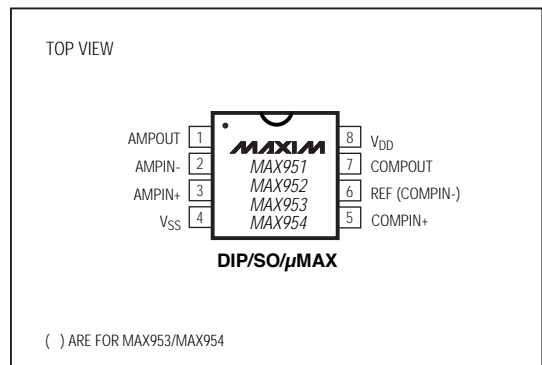 TOP VIEW
AMPOUT 1
AMPIN- 2
AMPIN+ 3
VSS 4
MAXIM
MAX951
MAX952
MAX953
MAX954
8 VDD
7 COMPOUT
6 REF (COMPIN-)
5 COMPIN+
DIP/SO/µMAX
( ) ARE FOR MAX953/MAX954